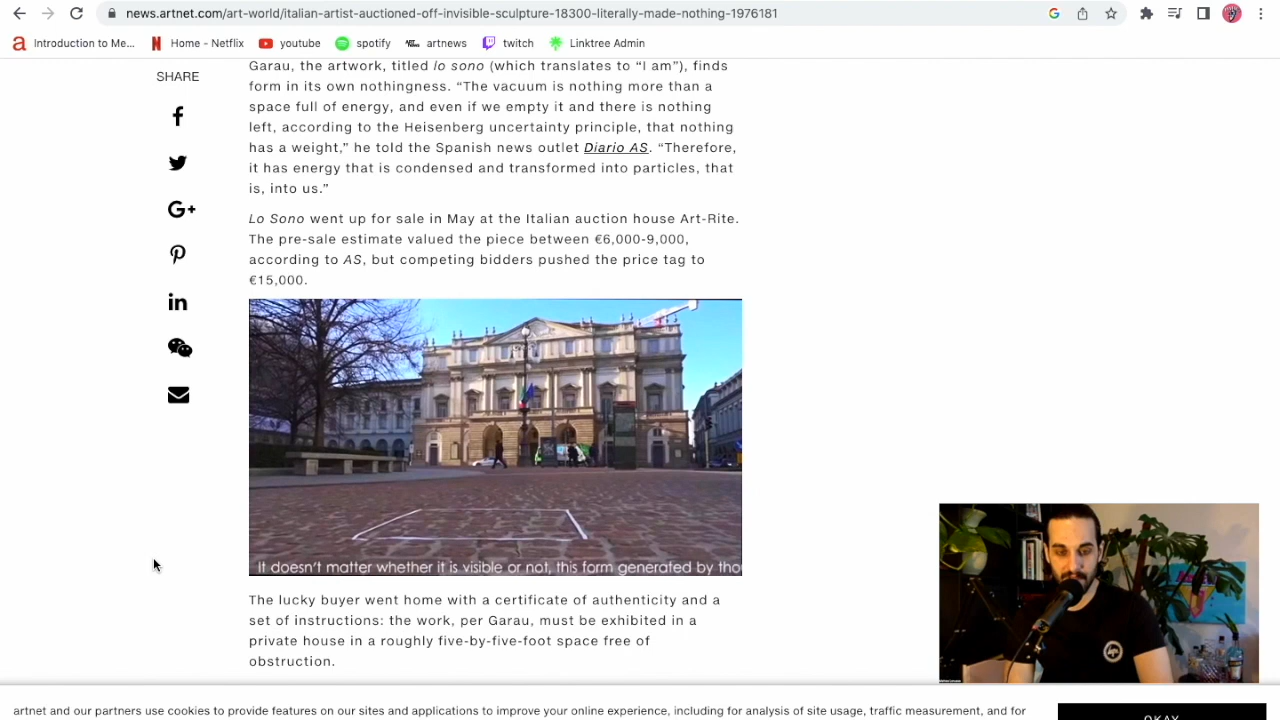 news.artnet.com/art-world/italian-artist-auctioned-off-invisible-sculpture-18300-literally-made-nothing-1976181
Introduction to Me...
Home - Netflix
youtube
spotify
artnews
twitch
Linktree Admin
SHARE
Garau, the artwork, titled lo sono (which translates to “I am”), finds
form in its own nothingness. “The vacuum is nothing more than a
space full of energy, and even if we empty it and there is nothing
left, according to the Heisenberg uncertainty principle, that nothing
has a weight,” he told the Spanish news outlet Diario AS. “Therefore,
it has energy that is condensed and transformed into particles, that
is, into us.”
Lo Sono went up for sale in May at the Italian auction house Art-Rite.
The pre-sale estimate valued the piece between €6,000-9,000,
according to AS, but competing bidders pushed the price tag to
€15,000.
It doesn't matter whether it is visible or not, this form generated by tho
The lucky buyer went home with a certificate of authenticity and a
set of instructions: the work, per Garau, must be exhibited in a
private house in a roughly five-by-five-foot space free of
obstruction.
artnet and our partners use cookies to provide features on our sites and applications to improve your online experience, including for analysis of site usage, traffic measurement, and for
OKAY